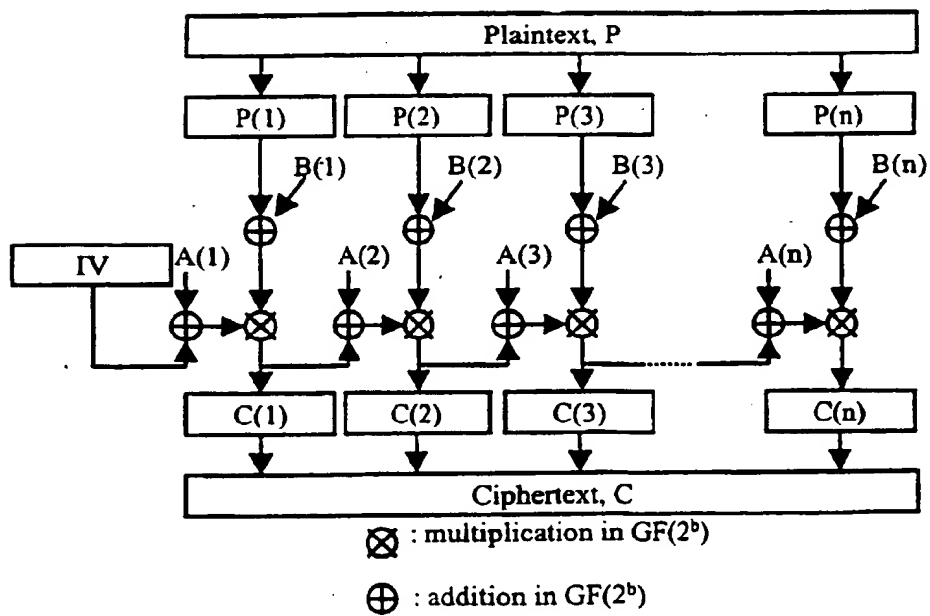 Plaintext, P
P(1) P(2) P(3) P(n)
B(1) B(2) B(3) B(n)
IV A(1) A(2) A(3) A(n)
C(1) C(2) C(3) C(n)
Ciphertext, C
: multiplication in GF(2ᵇ)
: addition in GF(2ᵇ)